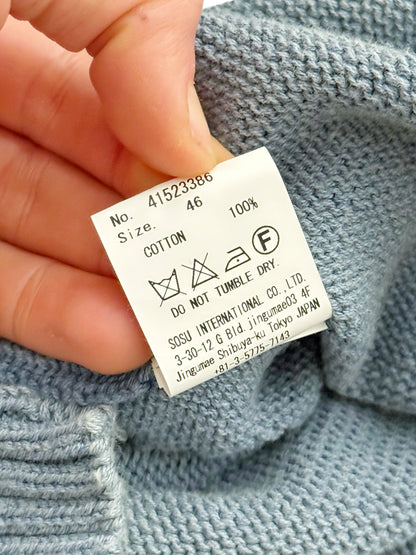 No. 41523386
Size. 46
COTTON 100%
F
DO NOT TUMBLE DRY.
SOSU INTERNATIONAL CO.,LTD.
3-30-12 G Bld.jingumae03 4F
Jingumae Shibuya-ku Tokyo JAPAN
+81-3-5775-7143